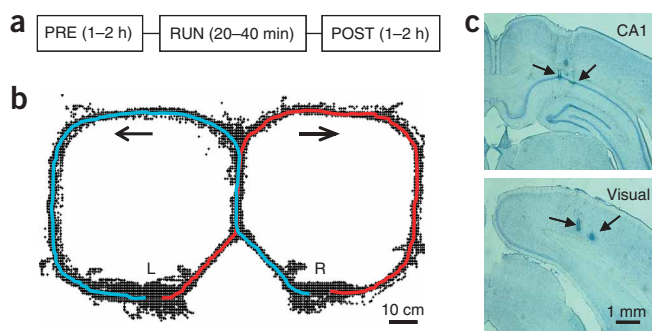 a
PRE (1–2 h)
RUN (20–40 min)
POST (1–2 h)
b
L
R
10 cm
c
CA1
Visual
1 mm